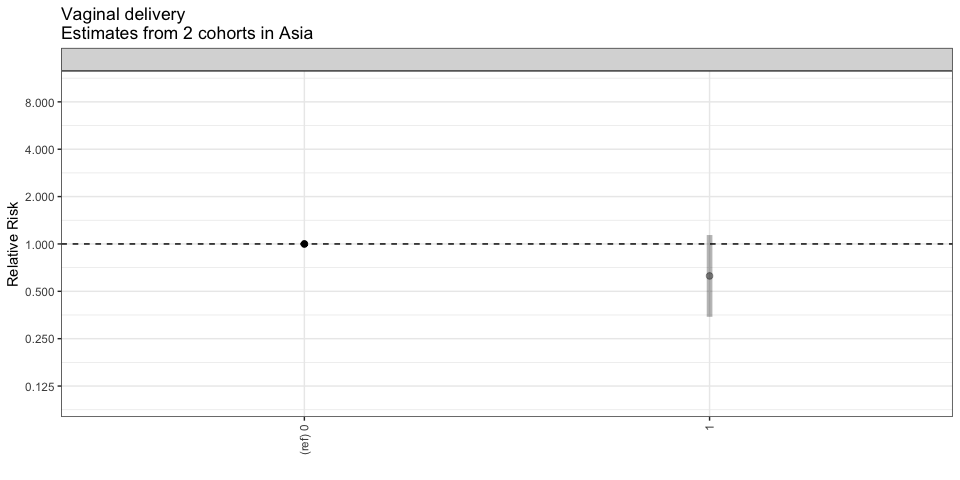 Vaginal delivery
Estimates from 2 cohorts in Asia
Relative Risk
8.000
4.000
2.000
1.000
0.500
0.250
0.125
(ref) 0
1